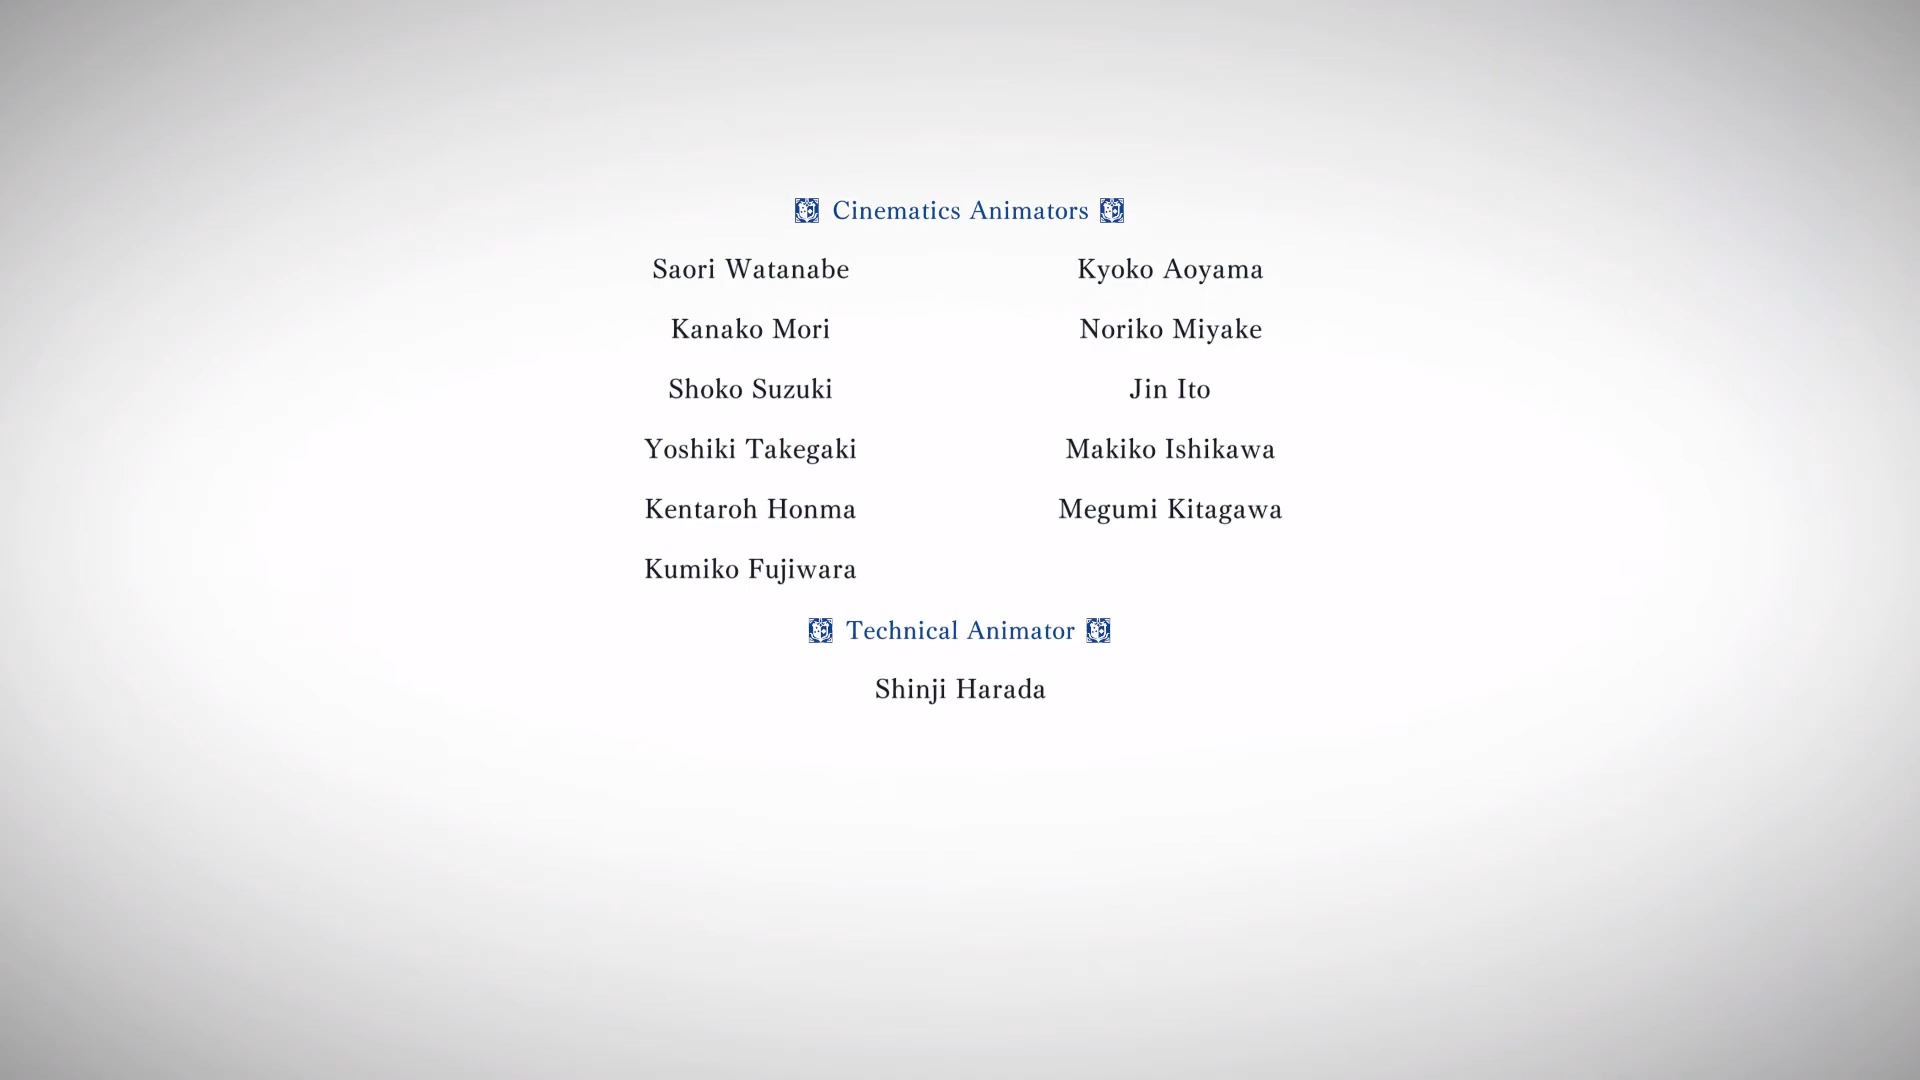 Cinematics Animators
Saori Watanabe Kyoko Aoyama
Kanako Mori Noriko Miyake
Shoko Suzuki Jin Ito
Yoshiki Takegaki Makiko Ishikawa
Kentaroh Honma Megumi Kitagawa
Kumiko Fujiwara
Technical Animator
Shinji Harada